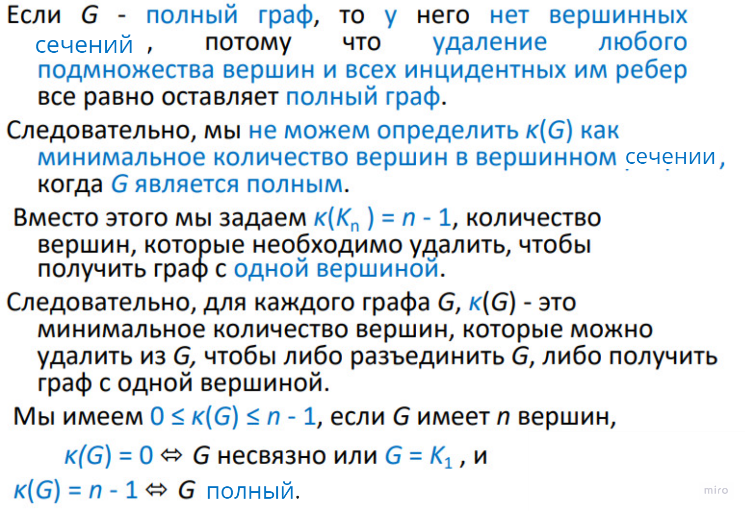 Если G - полный граф, то у него нет вершинных
сечений , потому что удаление любого
подмножества вершин и всех инцидентных им ребер
все равно оставляет полный граф.
Следовательно, мы не можем определить κ(G) как
минимальное количество вершин в вершинном сечении ,
когда G является полным.
Вместо этого мы задаем κ(Kₙ ) = n - 1, количество
вершин, которые необходимо удалить, чтобы
получить граф с одной вершиной.
Следовательно, для каждого графа G, κ(G) - это
минимальное количество вершин, которые можно
удалить из G, чтобы либо разъединить G, либо получить
граф с одной вершиной.
Мы имеем 0 ≤ κ(G) ≤ n - 1, если G имеет n вершин,
κ(G) = 0 ⇔ G несвязно или G = K₁ , и
κ(G) = n - 1 ⇔ G полный.
miro